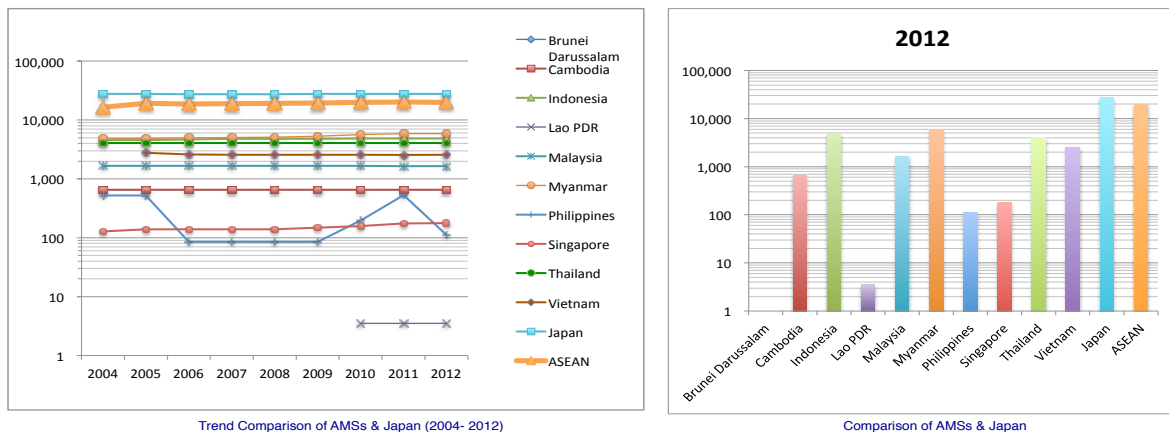 100,000
10,000
1,000
100
10
1
2004 2005 2006 2007 2008 2009 2010 2011 2012
Brunei
Darussalam
Cambodia
Indonesia
Lao PDR
Malaysia
Myanmar
Philippines
Singapore
Thailand
Vietnam
Japan
ASEAN
Trend Comparison of AMSs & Japan (2004- 2012)
2012
100,000
10,000
1,000
100
10
1
Brunei Darussalam
Cambodia
Indonesia
Lao PDR
Malaysia
Myanmar
Philippines
Singapore
Thailand
Vietnam
Japan
ASEAN
Comparison of AMSs & Japan